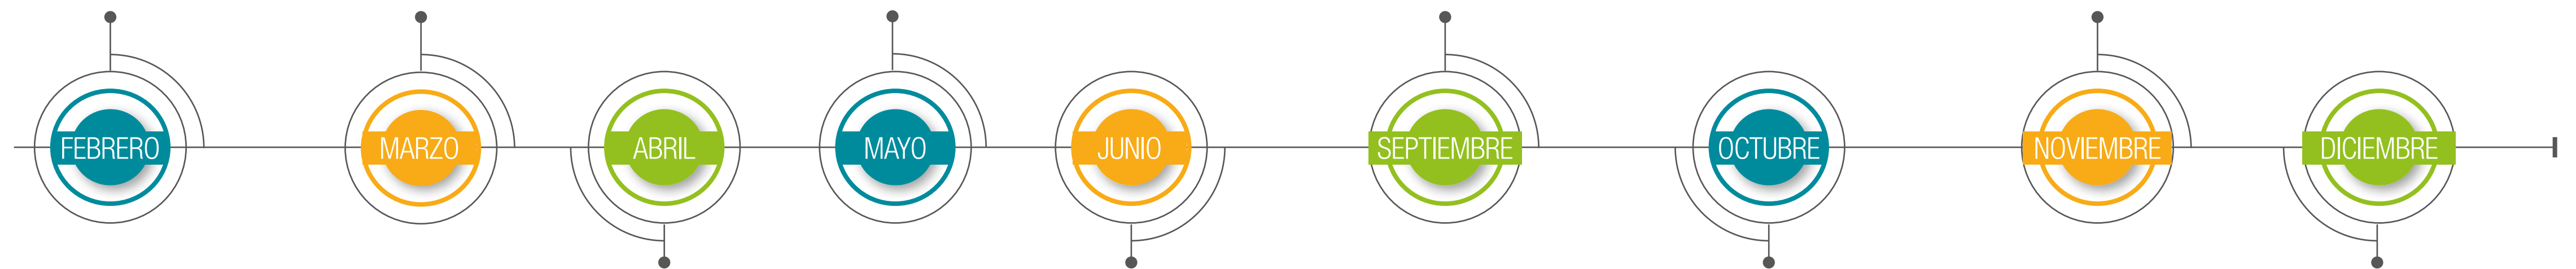 FEBRERO
MARZO
ABRIL
MAYO
JUNIO
SEPTIEMBRE
OCTUBRE
NOVIEMBRE
DICIEMBRE